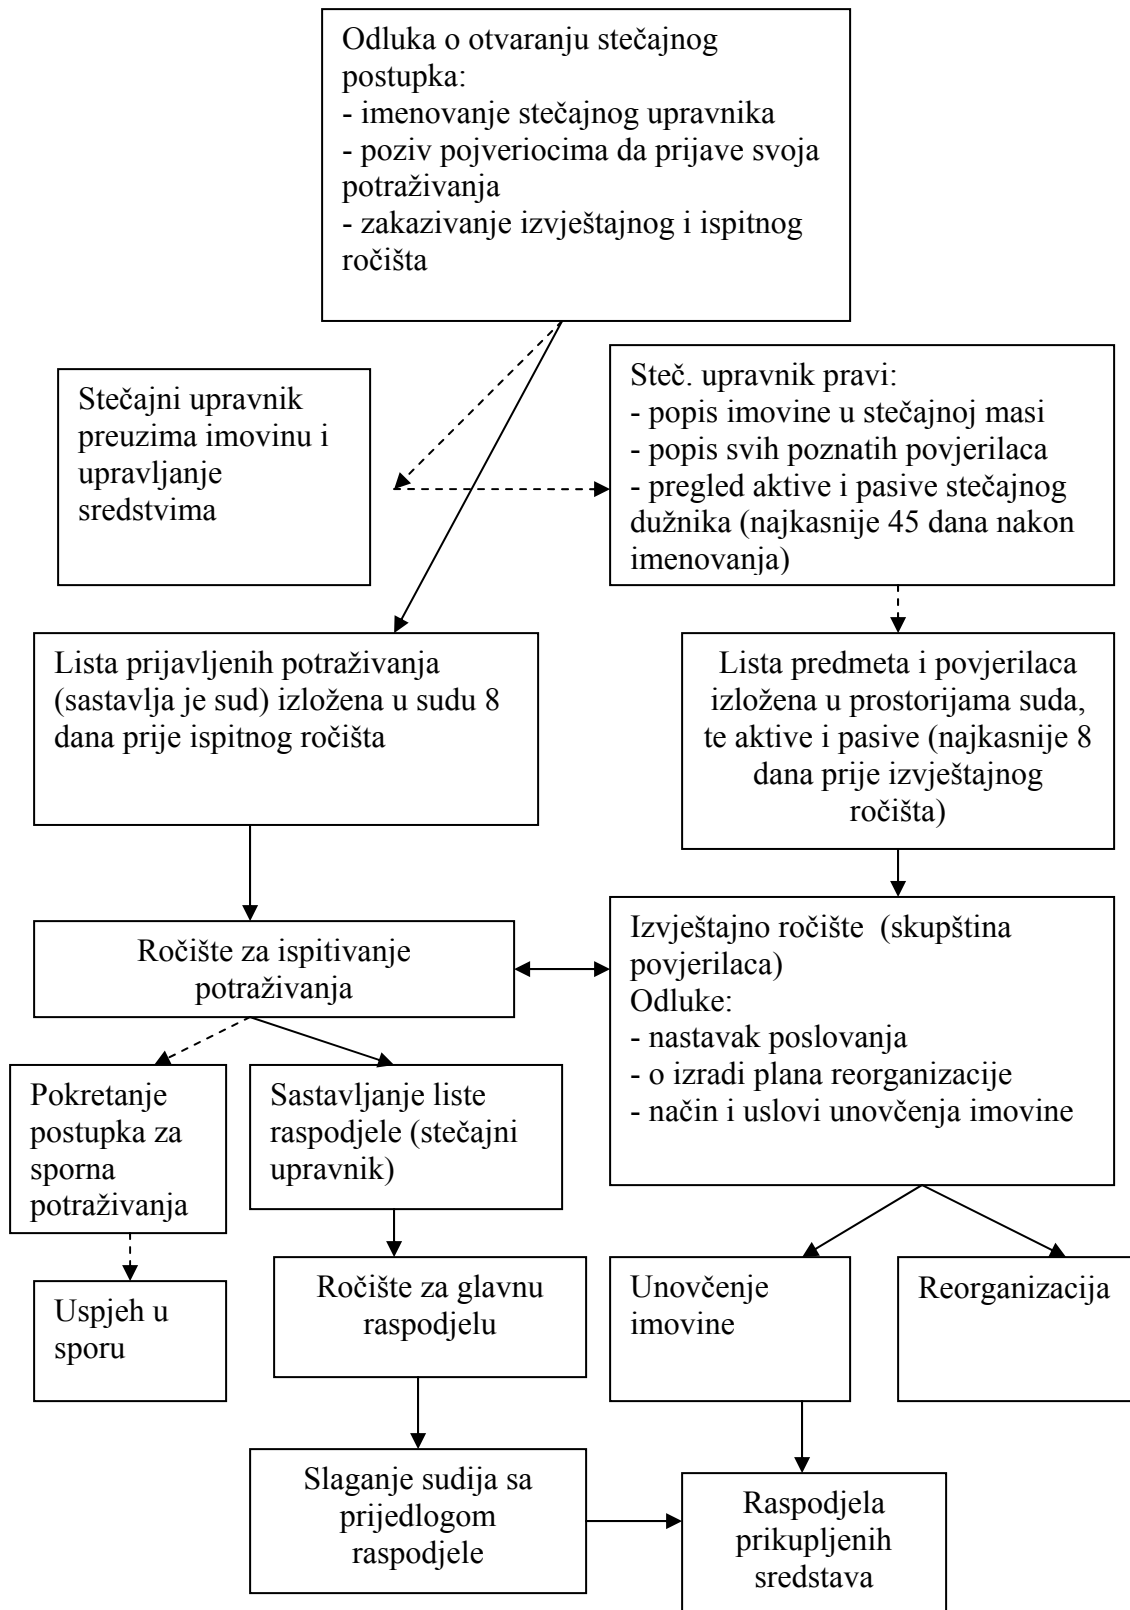 Odluka o otvaranju stečajnog
postupka:
- imenovanje stečajnog upravnika
- poziv pojveriocima da prijave svoja
potraživanja
- zakazivanje izvještajnog i ispitnog
ročišta
Stečajni upravnik
preuzima imovinu i
upravljanje
sredstvima
Steč. upravnik pravi:
- popis imovine u stečajnoj masi
- popis svih poznatih povjerilaca
- pregled aktive i pasive stečajnog
dužnika (najkasnije 45 dana nakon
imenovanja)
Lista prijavljenih potraživanja
(sastavlja je sud) izložena u sudu 8
dana prije ispitnog ročišta
Lista predmeta i povjerilaca
izložena u prostorijama suda,
te aktive i pasive (najkasnije 8
dana prije izvještajnog
ročišta)
Ročište za ispitivanje
potraživanja
Izvještajno ročište (skupština
povjerilaca)
Odluke:
- nastavak poslovanja
- o izradi plana reorganizacije
- način i uslovi unovčenja imovine
Pokretanje
postupka za
sporna
potraživanja
Sastavljanje liste
raspodjele (stečajni
upravnik)
Uspjeh u
sporu
Ročište za glavnu
raspodjelu
Unovčenje
imovine
Reorganizacija
Slaganje sudija sa
prijedlogom
raspodjele
Raspodjela
prikupljenih
sredstava